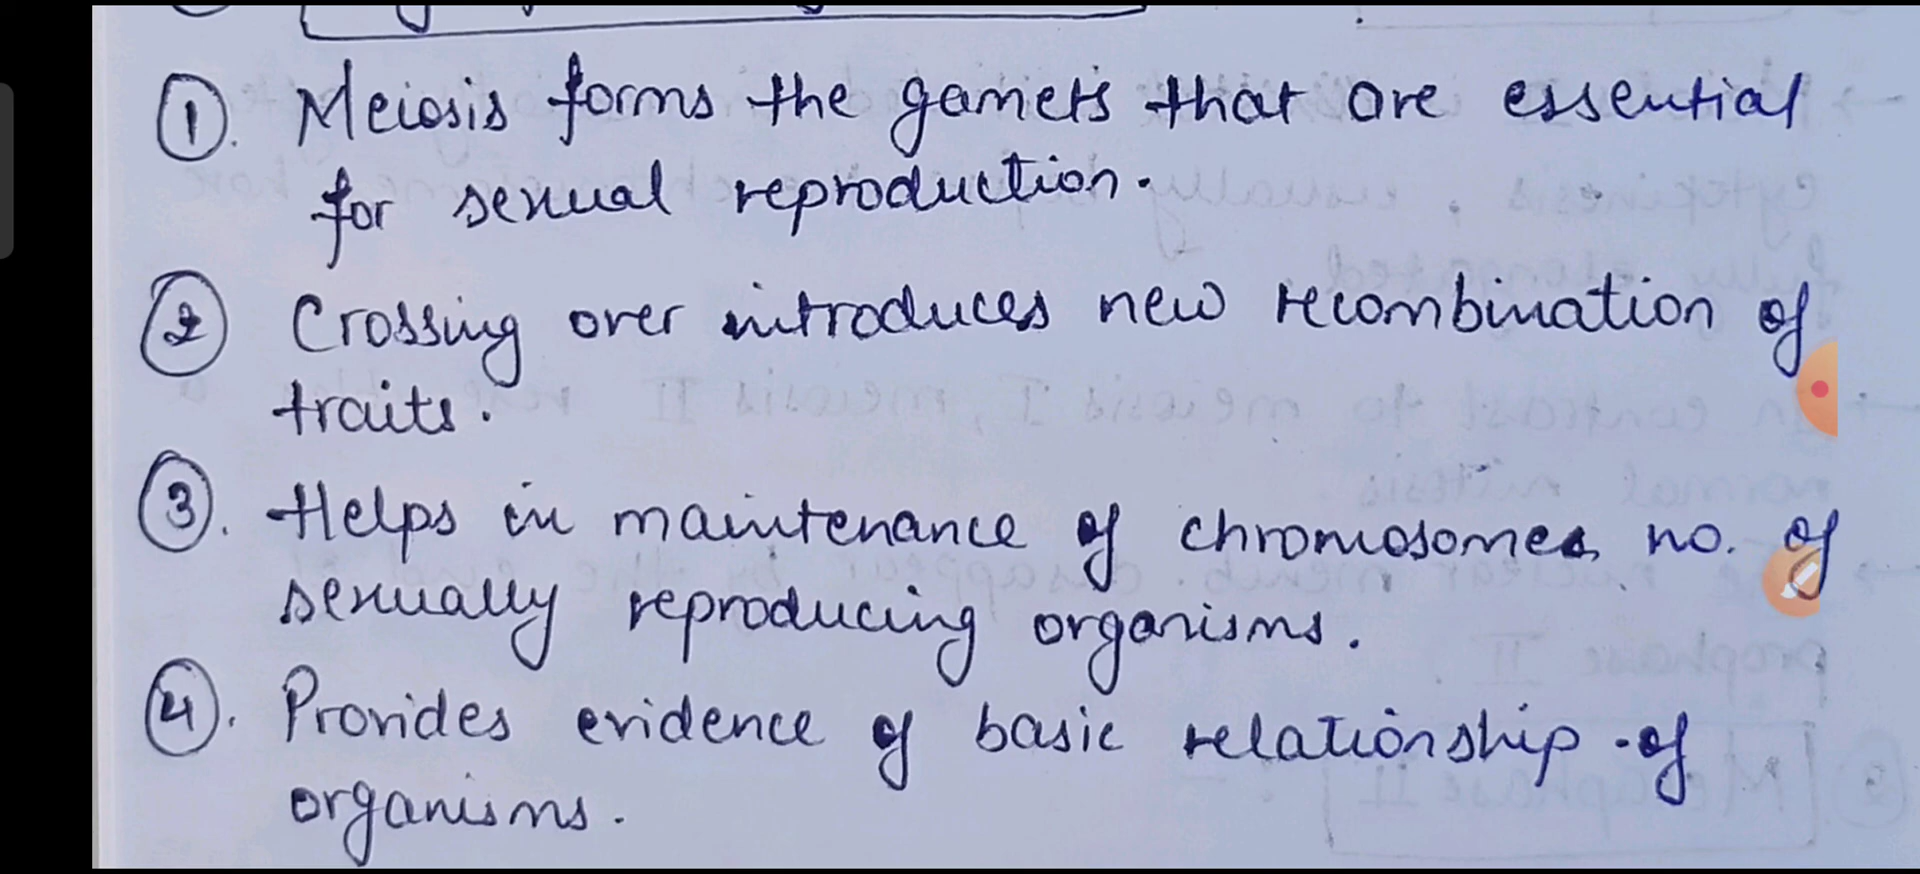 ①. Meiosis forms the gamets that are essential
for sexual reproduction.
② Crossing over introduces new recombination of
traits.
③. Helps in maintenance of chromosomes no. of
sexually reproducing organisms.
④. Provides evidence of basic relationship of
organisms.